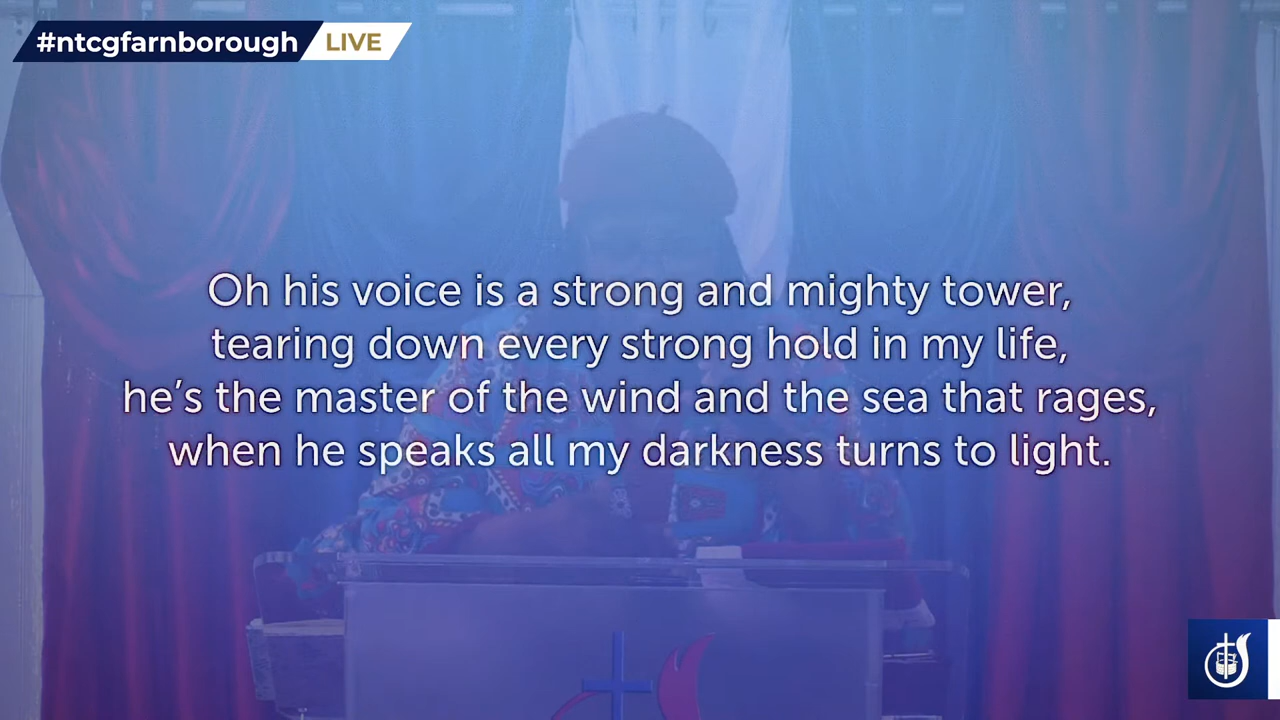 #ntcgfarnborough LIVE
Oh his voice is a strong and mighty tower,
tearing down every strong hold in my life,
he's the master of the wind and the sea that rages,
when he speaks all my darkness turns to light.